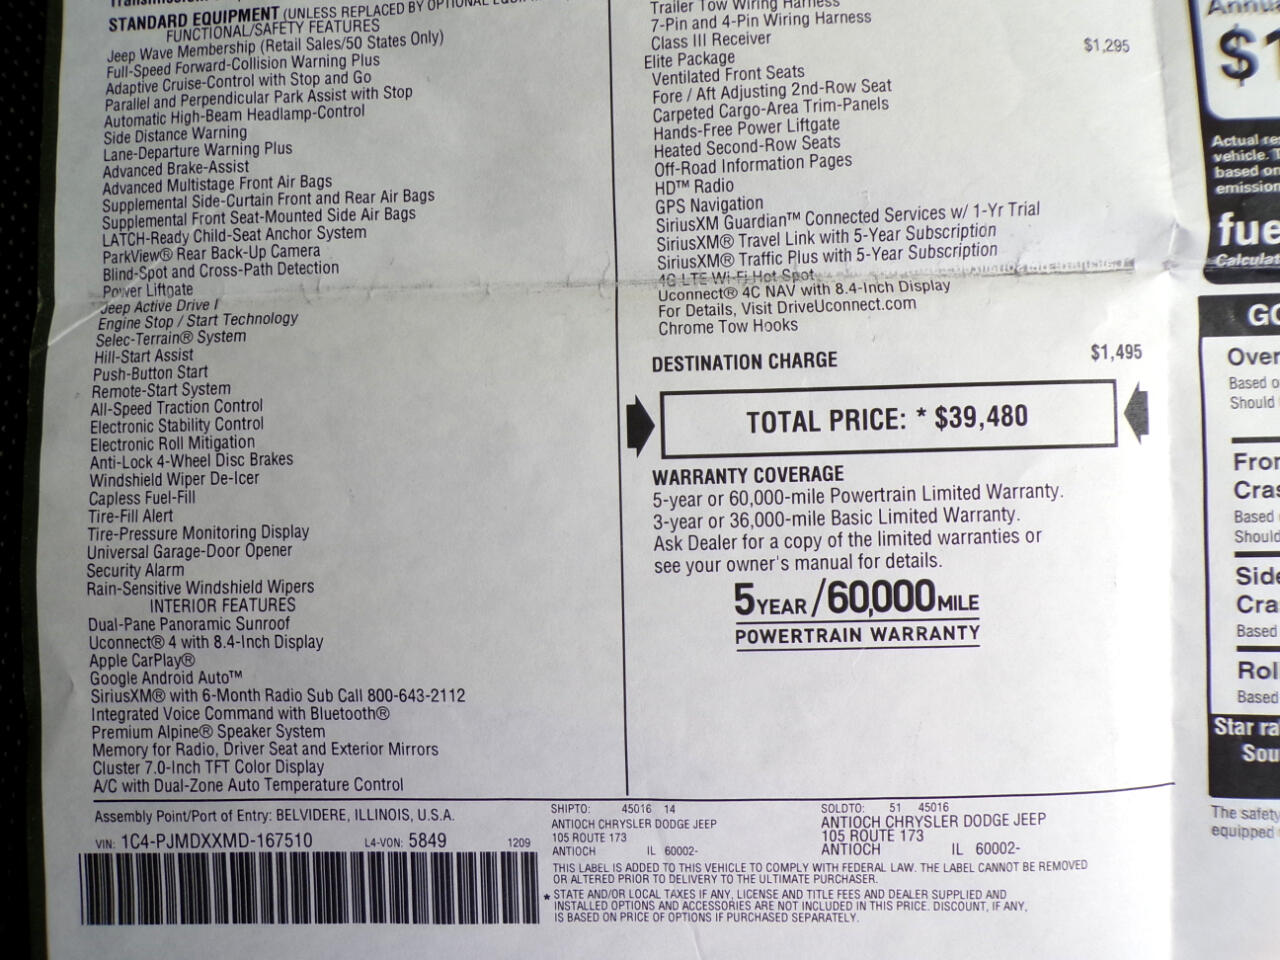 STANDARD EQUIPMENT (UNLESS REPLACED BY OPTIONAL
FUNCTIONAL/SAFETY FEATURES
Jeep Wave Membership (Retail Sales/50 States Only)
Full-Speed Forward-Collision Warning Plus
Adaptive Cruise-Control with Stop and Go
Parallel and Perpendicular Park Assist with Stop
Automatic High-Beam Headlamp-Control
Side Distance Warning
Lane-Departure Warning Plus
Advanced Brake-Assist
Advanced Multistage Front Air Bags
Supplemental Side-Curtain Front and Rear Air Bags
Supplemental Front Seat-Mounted Side Air Bags
LATCH-Ready Child-Seat Anchor System
ParkView® Rear Back-Up Camera
Blind-Spot and Cross-Path Detection
Power Liftgate
Jeep Active Drive I
Engine Stop / Start Technology
Selec-Terrain® System
Hill-Start Assist
Push-Button Start
Remote-Start System
All-Speed Traction Control
Electronic Stability Control
Electronic Roll Mitigation
Anti-Lock 4-Wheel Disc Brakes
Windshield Wiper De-Icer
Capless Fuel-Fill
Tire-Fill Alert
Tire-Pressure Monitoring Display
Universal Garage-Door Opener
Security Alarm
Rain-Sensitive Windshield Wipers
INTERIOR FEATURES
Dual-Pane Panoramic Sunroof
Uconnect® 4 with 8.4-Inch Display
Apple CarPlay®
Google Android Auto™
SiriusXM® with 6-Month Radio Sub Call 800-643-2112
Integrated Voice Command with Bluetooth®
Premium Alpine® Speaker System
Memory for Radio, Driver Seat and Exterior Mirrors
Cluster 7.0-Inch TFT Color Display
A/C with Dual-Zone Auto Temperature Control
Trailer Tow Wiring Harness
7-Pin and 4-Pin Wiring Harness
Class III Receiver
Elite Package $1,295
Ventilated Front Seats
Fore / Aft Adjusting 2nd-Row Seat
Carpeted Cargo-Area Trim-Panels
Hands-Free Power Liftgate
Heated Second-Row Seats
Off-Road Information Pages
HD™ Radio
GPS Navigation
SiriusXM Guardian™ Connected Services w/ 1-Yr Trial
SiriusXM® Travel Link with 5-Year Subscription
SiriusXM® Traffic Plus with 5-Year Subscription
4G LTE Wi-Fi Hot Spot
Uconnect® 4C NAV with 8.4-Inch Display
For Details, Visit DriveUconnect.com
Chrome Tow Hooks
DESTINATION CHARGE $1,495
TOTAL PRICE: * $39,480
WARRANTY COVERAGE
5-year or 60,000-mile Powertrain Limited Warranty.
3-year or 36,000-mile Basic Limited Warranty.
Ask Dealer for a copy of the limited warranties or
see your owner's manual for details.
5 YEAR/60,000 MILE
POWERTRAIN WARRANTY
Assembly Point/Port of Entry: BELVIDERE, ILLINOIS, U.S.A.
VIN: 1C4-PJMDXXMD-167510 L4-VON: 5849 1209
SHIPTO: 45016 14
ANTIOCH CHRYSLER DODGE JEEP
105 ROUTE 173
ANTIOCH IL 60002-
SOLDTO: 51 45016
ANTIOCH CHRYSLER DODGE JEEP
105 ROUTE 173
ANTIOCH IL 60002-
THIS LABEL IS ADDED TO THIS VEHICLE TO COMPLY WITH FEDERAL LAW. THE LABEL CANNOT BE REMOVED
OR ALTERED PRIOR TO DELIVERY TO THE ULTIMATE PURCHASER.
* STATE AND/OR LOCAL TAXES IF ANY, LICENSE AND TITLE FEES AND DEALER SUPPLIED AND
INSTALLED OPTIONS AND ACCESSORIES ARE NOT INCLUDED IN THIS PRICE. DISCOUNT, IF ANY,
IS BASED ON PRICE OF OPTIONS IF PURCHASED SEPARATELY.
$1
Actual
vehicle.
based on
Based
Should
Based
Should
Based
Based
Star
The safety
equipped